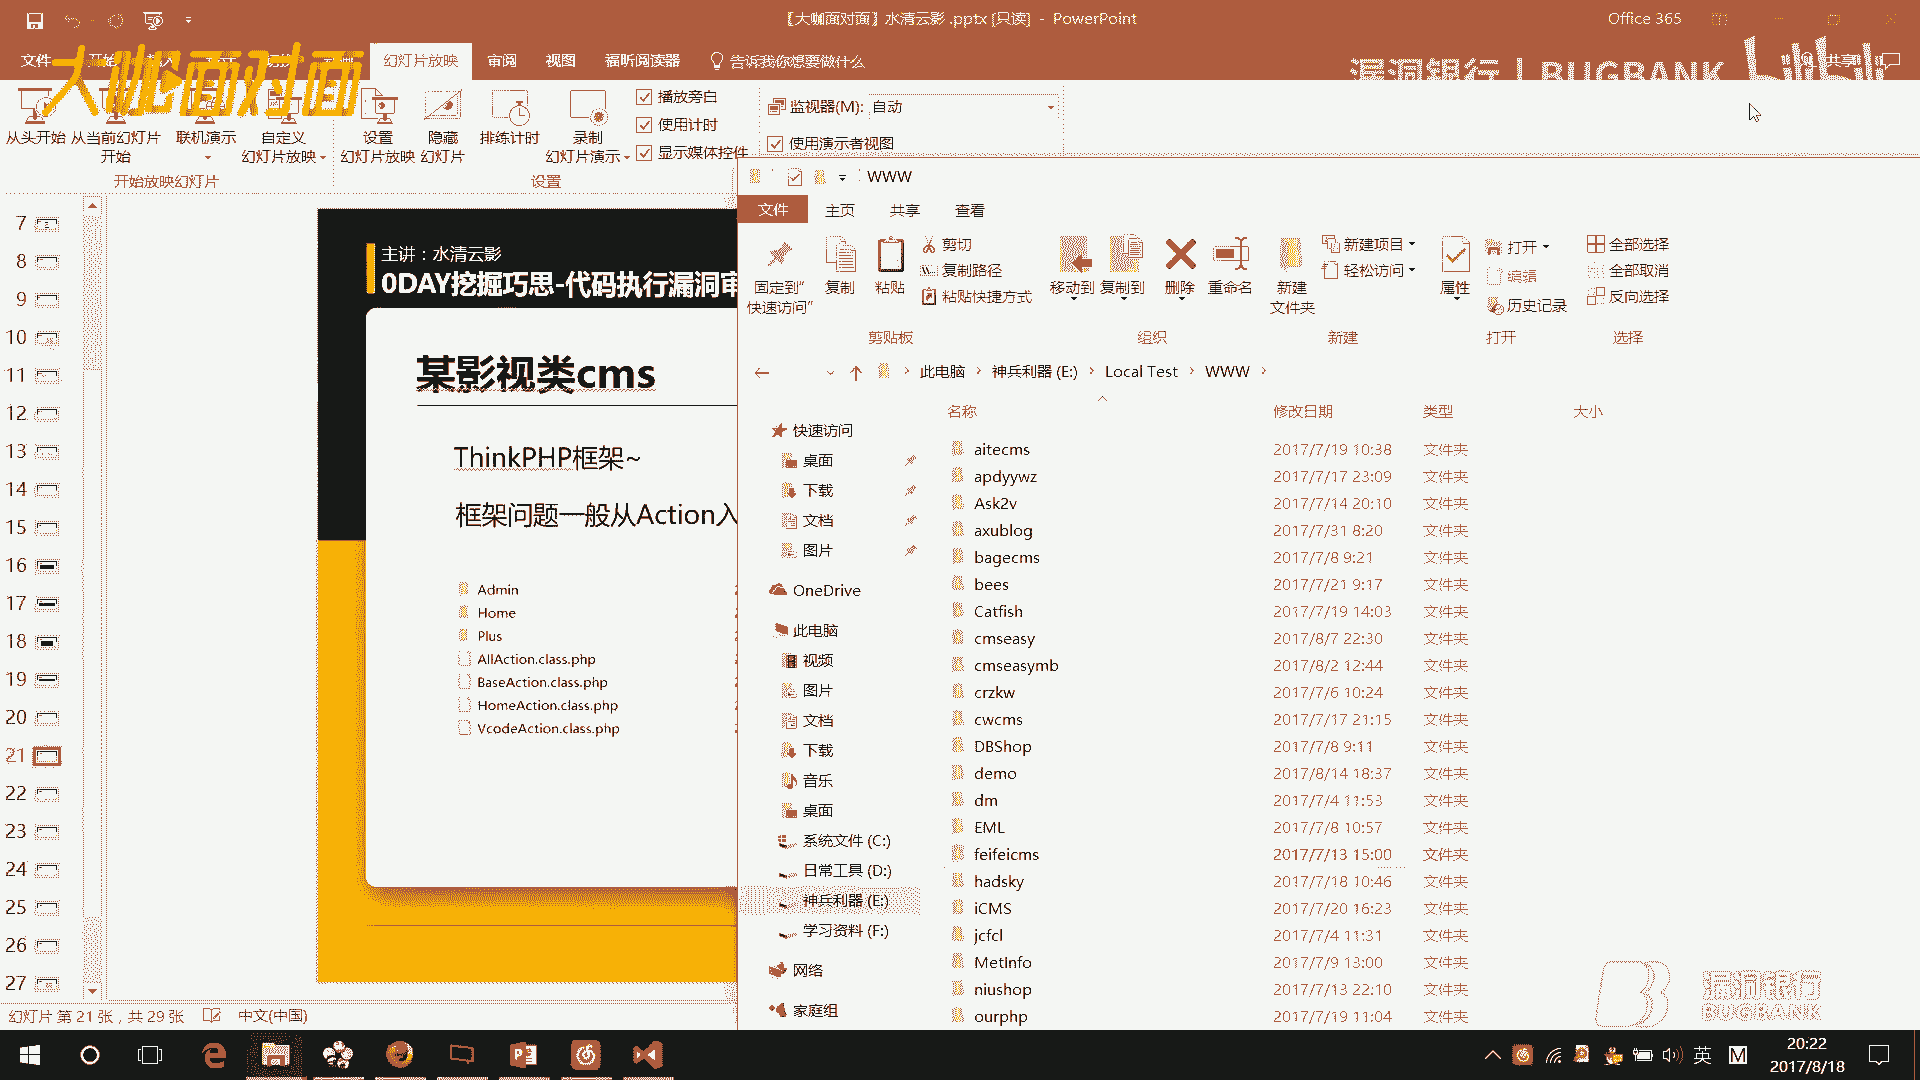 【大咖面对面】水清云影 .pptx [只读] - PowerPoint
Office 365
文件
幻灯片放映
审阅
视图
福昕阅读器
告诉我你想要做什么
共享
大咖面对面
漏洞银行 | BUGBANK
bilibili
从头开始
从当前幻灯片
开始
联机演示
自定义
幻灯片放映
开始放映幻灯片
设置
幻灯片放映
隐藏
幻灯片
排练计时
录制
幻灯片演示
播放旁白
使用计时
显示媒体控件
设置
监视器(M):
自动
使用演示者视图
7
8
9
10
11
12
13
14
15
16
17
18
19
20
21
22
23
24
25
26
27
主讲：水清云影
0DAY挖掘巧思-代码执行漏洞审
某影视类cms
ThinkPHP框架~
框架问题一般从Action入
Admin
Home
Plus
AllAction.class.php
BaseAction.class.php
HomeAction.class.php
VcodeAction.class.php
WWW
文件
主页
共享
查看
固定到"
快速访问"
复制
粘贴
剪切
复制路径
粘贴快捷方式
剪贴板
移动到
复制到
删除
重命名
组织
新建
文件夹
新建项目
轻松访问
新建
属性
打开
编辑
历史记录
打开
全部选择
全部取消
反向选择
选择
此电脑 › 神兵利器 (E:) › Local Test › WWW ›
快速访问
桌面
下载
文档
图片
OneDrive
此电脑
视频
图片
文档
下载
音乐
桌面
系统文件 (C:)
日常工具 (D:)
神兵利器 (E:)
学习资料 (F:)
网络
家庭组
名称 修改日期 类型 大小
aitecms 2017/7/19 10:38 文件夹
apdyywz 2017/7/17 23:09 文件夹
Ask2v 2017/7/14 20:10 文件夹
axublog 2017/7/31 8:20 文件夹
bagecms 2017/7/8 9:21 文件夹
bees 2017/7/21 9:17 文件夹
Catfish 2017/7/19 14:03 文件夹
cmseasy 2017/8/7 22:30 文件夹
cmseasymb 2017/8/2 12:44 文件夹
crzkw 2017/7/6 10:24 文件夹
cwcms 2017/7/17 21:15 文件夹
DBShop 2017/7/8 9:11 文件夹
demo 2017/8/14 18:37 文件夹
dm 2017/7/4 11:53 文件夹
EML 2017/7/8 10:57 文件夹
feifeicms 2017/7/13 15:00 文件夹
hadsky 2017/7/18 10:46 文件夹
iCMS 2017/7/20 16:23 文件夹
jcfcl 2017/7/4 11:31 文件夹
MetInfo 2017/7/9 13:00 文件夹
niushop 2017/7/13 22:10 文件夹
ourphp 2017/7/19 11:04 文件夹
漏洞银行
BUGBANK
幻灯片 第 21 张，共 29 张
中文(中国)
英
M
20:22
2017/8/18